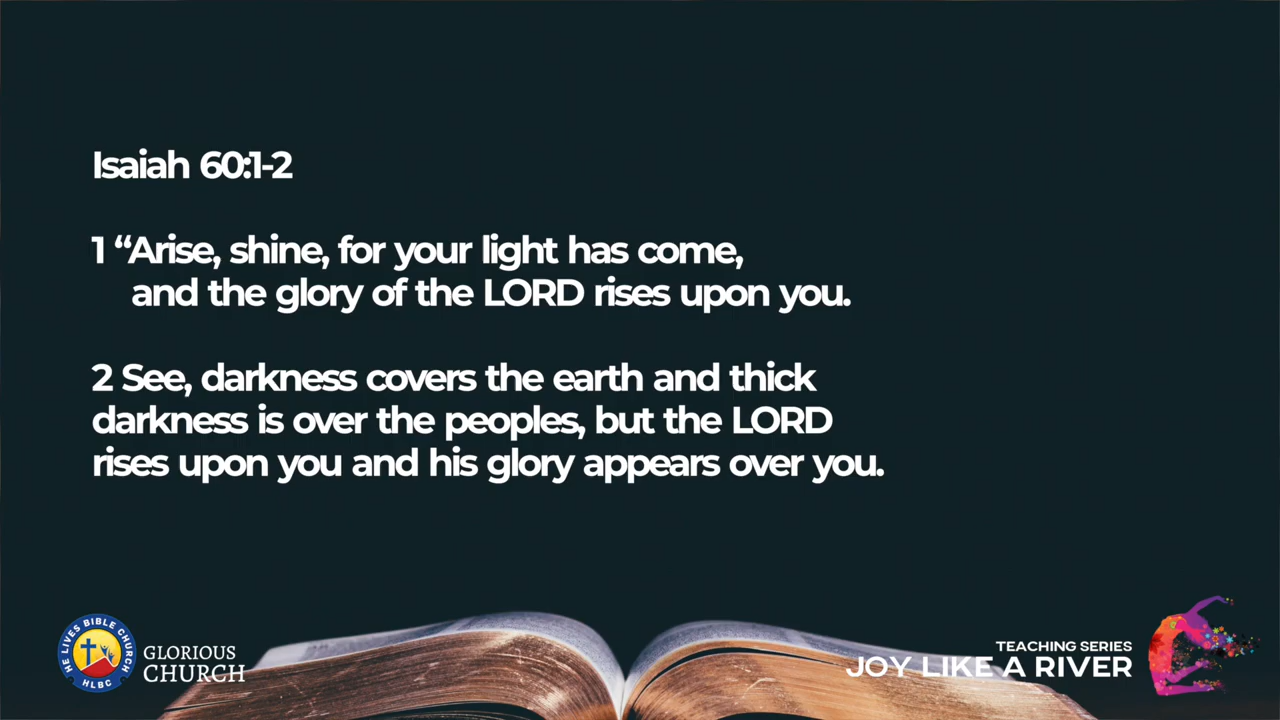 Isaiah 60:1-2
1 “Arise, shine, for your light has come,
and the glory of the LORD rises upon you.
2 See, darkness covers the earth and thick
darkness is over the peoples, but the LORD
rises upon you and his glory appears over you.
HE LIVES BIBLE CHURCH
HLBC
GLORIOUS
CHURCH
TEACHING SERIES
JOY LIKE A RIVER